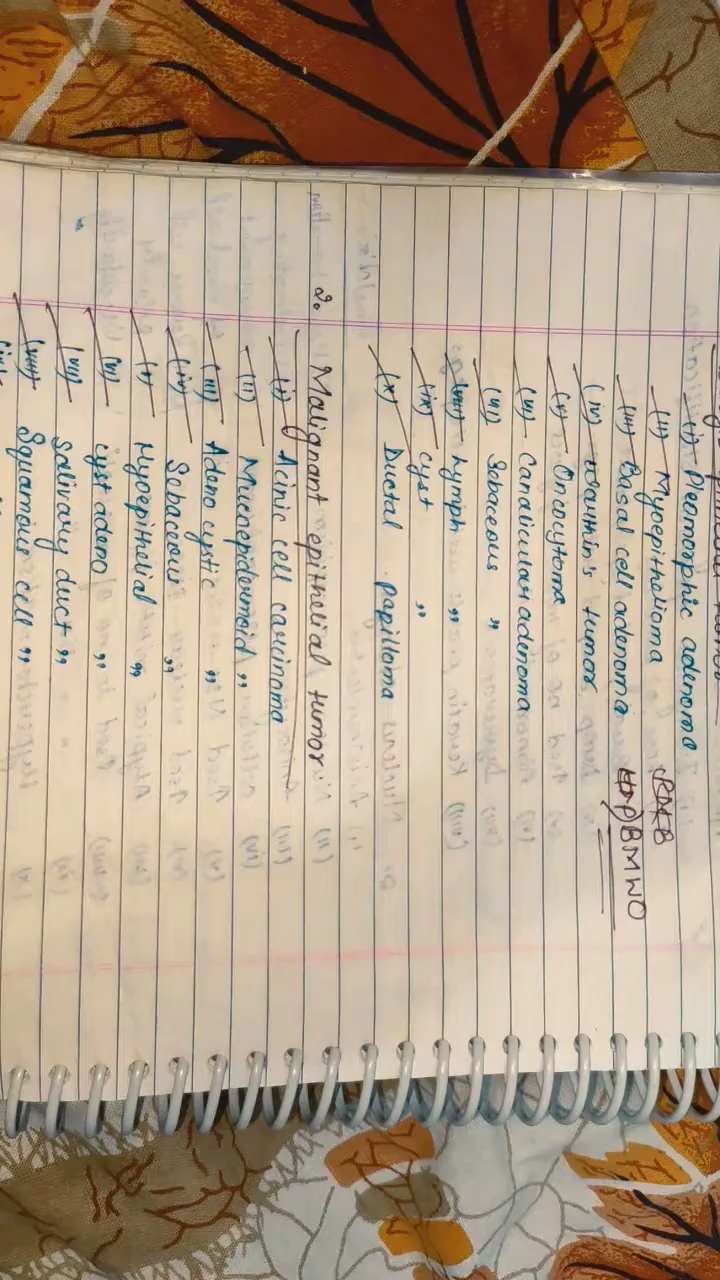 (i) Pleomorphic adenoma
(ii) Myoepithelioma
(iii) Basal cell adenoma BMWO
(iv) Warthin's tumor
(v) Oncocytoma
(vi) Canalicular adenoma
(vii) Sebaceous "
(viii) Lymph "
(ix) cyst "
(x) Ductal papilloma
2. Malignant epithelial tumor
(i) Acinic cell carcinoma
(ii) Mucoepidermoid "
(iii) Adeno cystic "
(iv) Sebaceous "
(v) Myoepithelial "
(vi) cyst adeno "
(vii) Salivary duct "
(viii) Squamous cell "